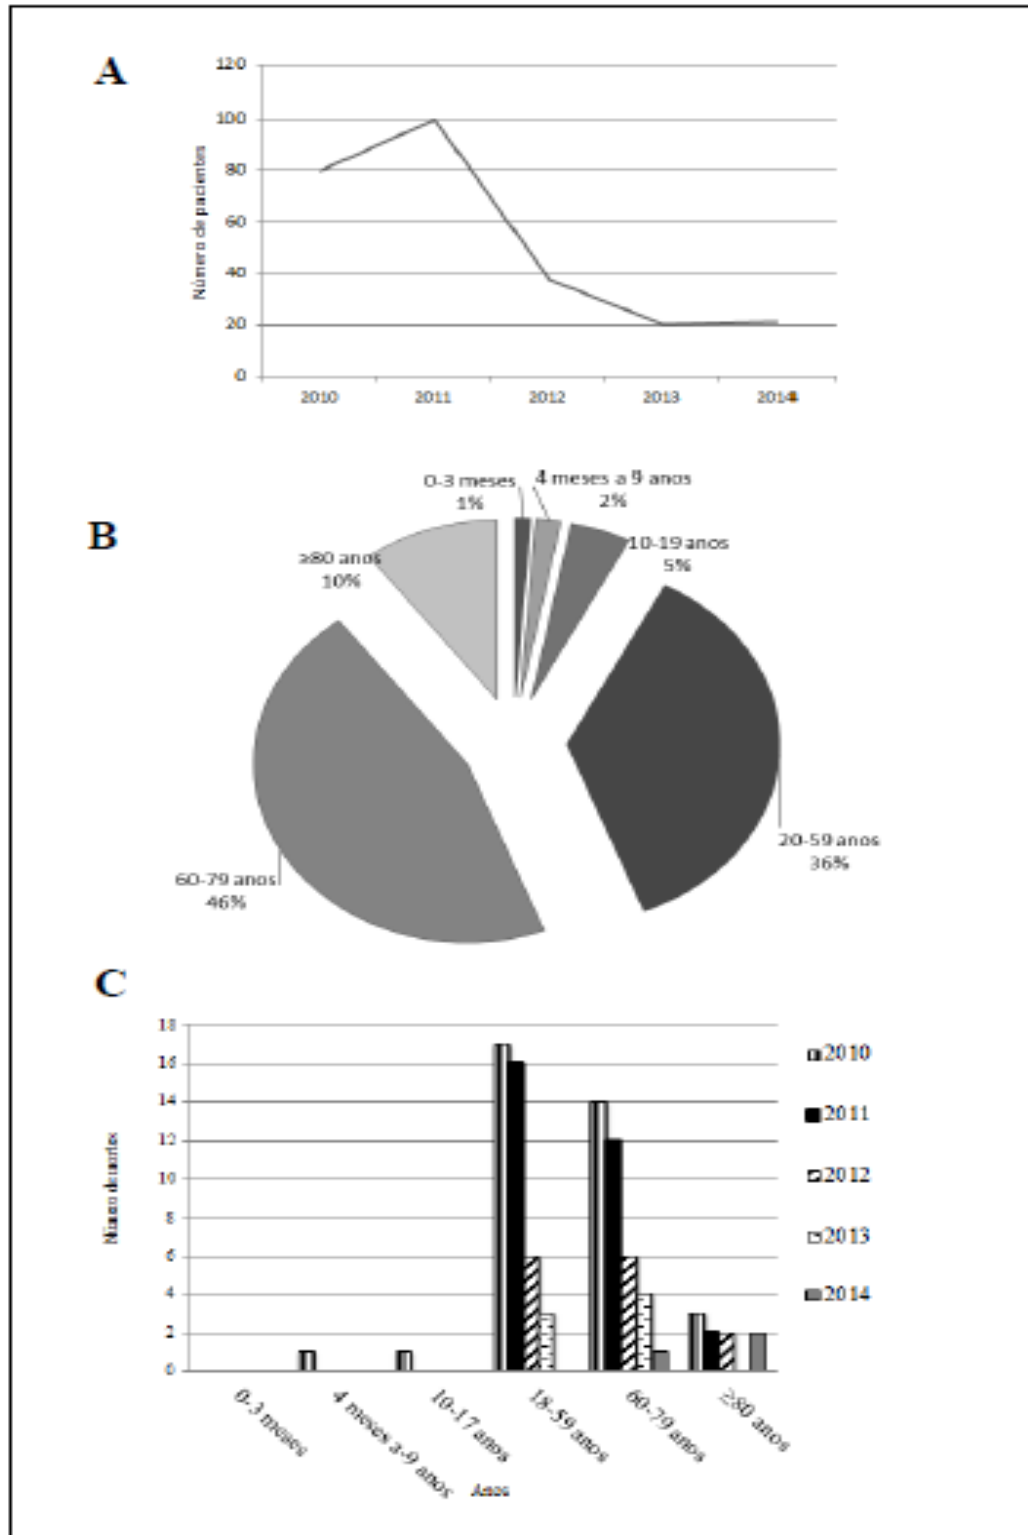 A
Número de pacientes
120
100
80
60
40
20
0
2010 2011 2012 2013 2014
B
0-3 meses
1%
4 meses a 9 anos
2%
10-19 anos
5%
≥80 anos
10%
20-59 anos
36%
60-79 anos
46%
C
Número de mortes
18
16
14
12
10
8
6
4
2
0
0-3 meses
4 meses a-9 anos
10-17 anos
18-59 anos
60-79 anos
≥80 anos
Anos
2010
2011
2012
2013
2014